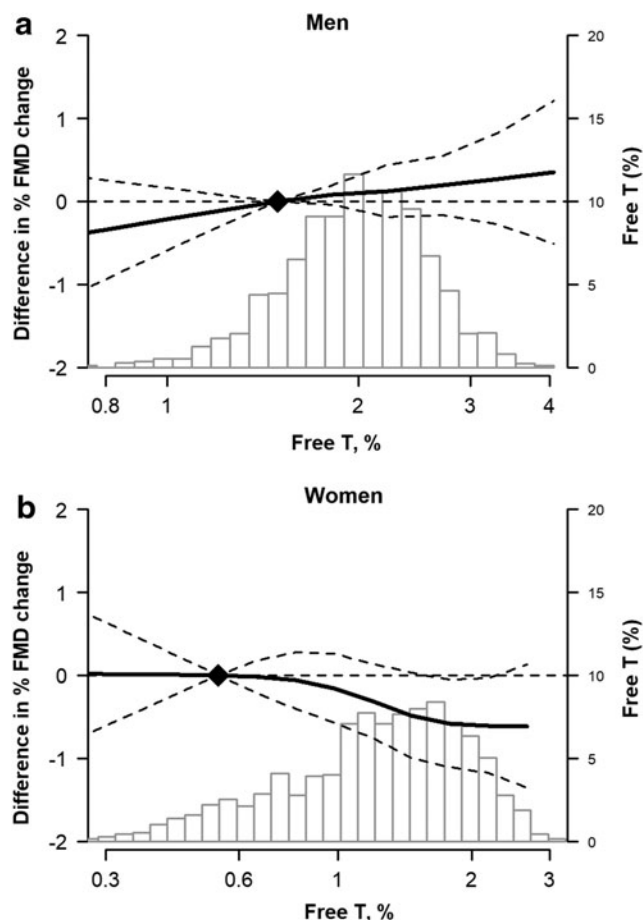 a
Men
2
1
0
-1
-2
Difference in % FMD change
20
15
10
5
0
Free T (%)
0.8 1 2 3 4
Free T, %
b
Women
2
1
0
-1
-2
Difference in % FMD change
20
15
10
5
0
Free T (%)
0.3 0.6 1 2 3
Free T, %